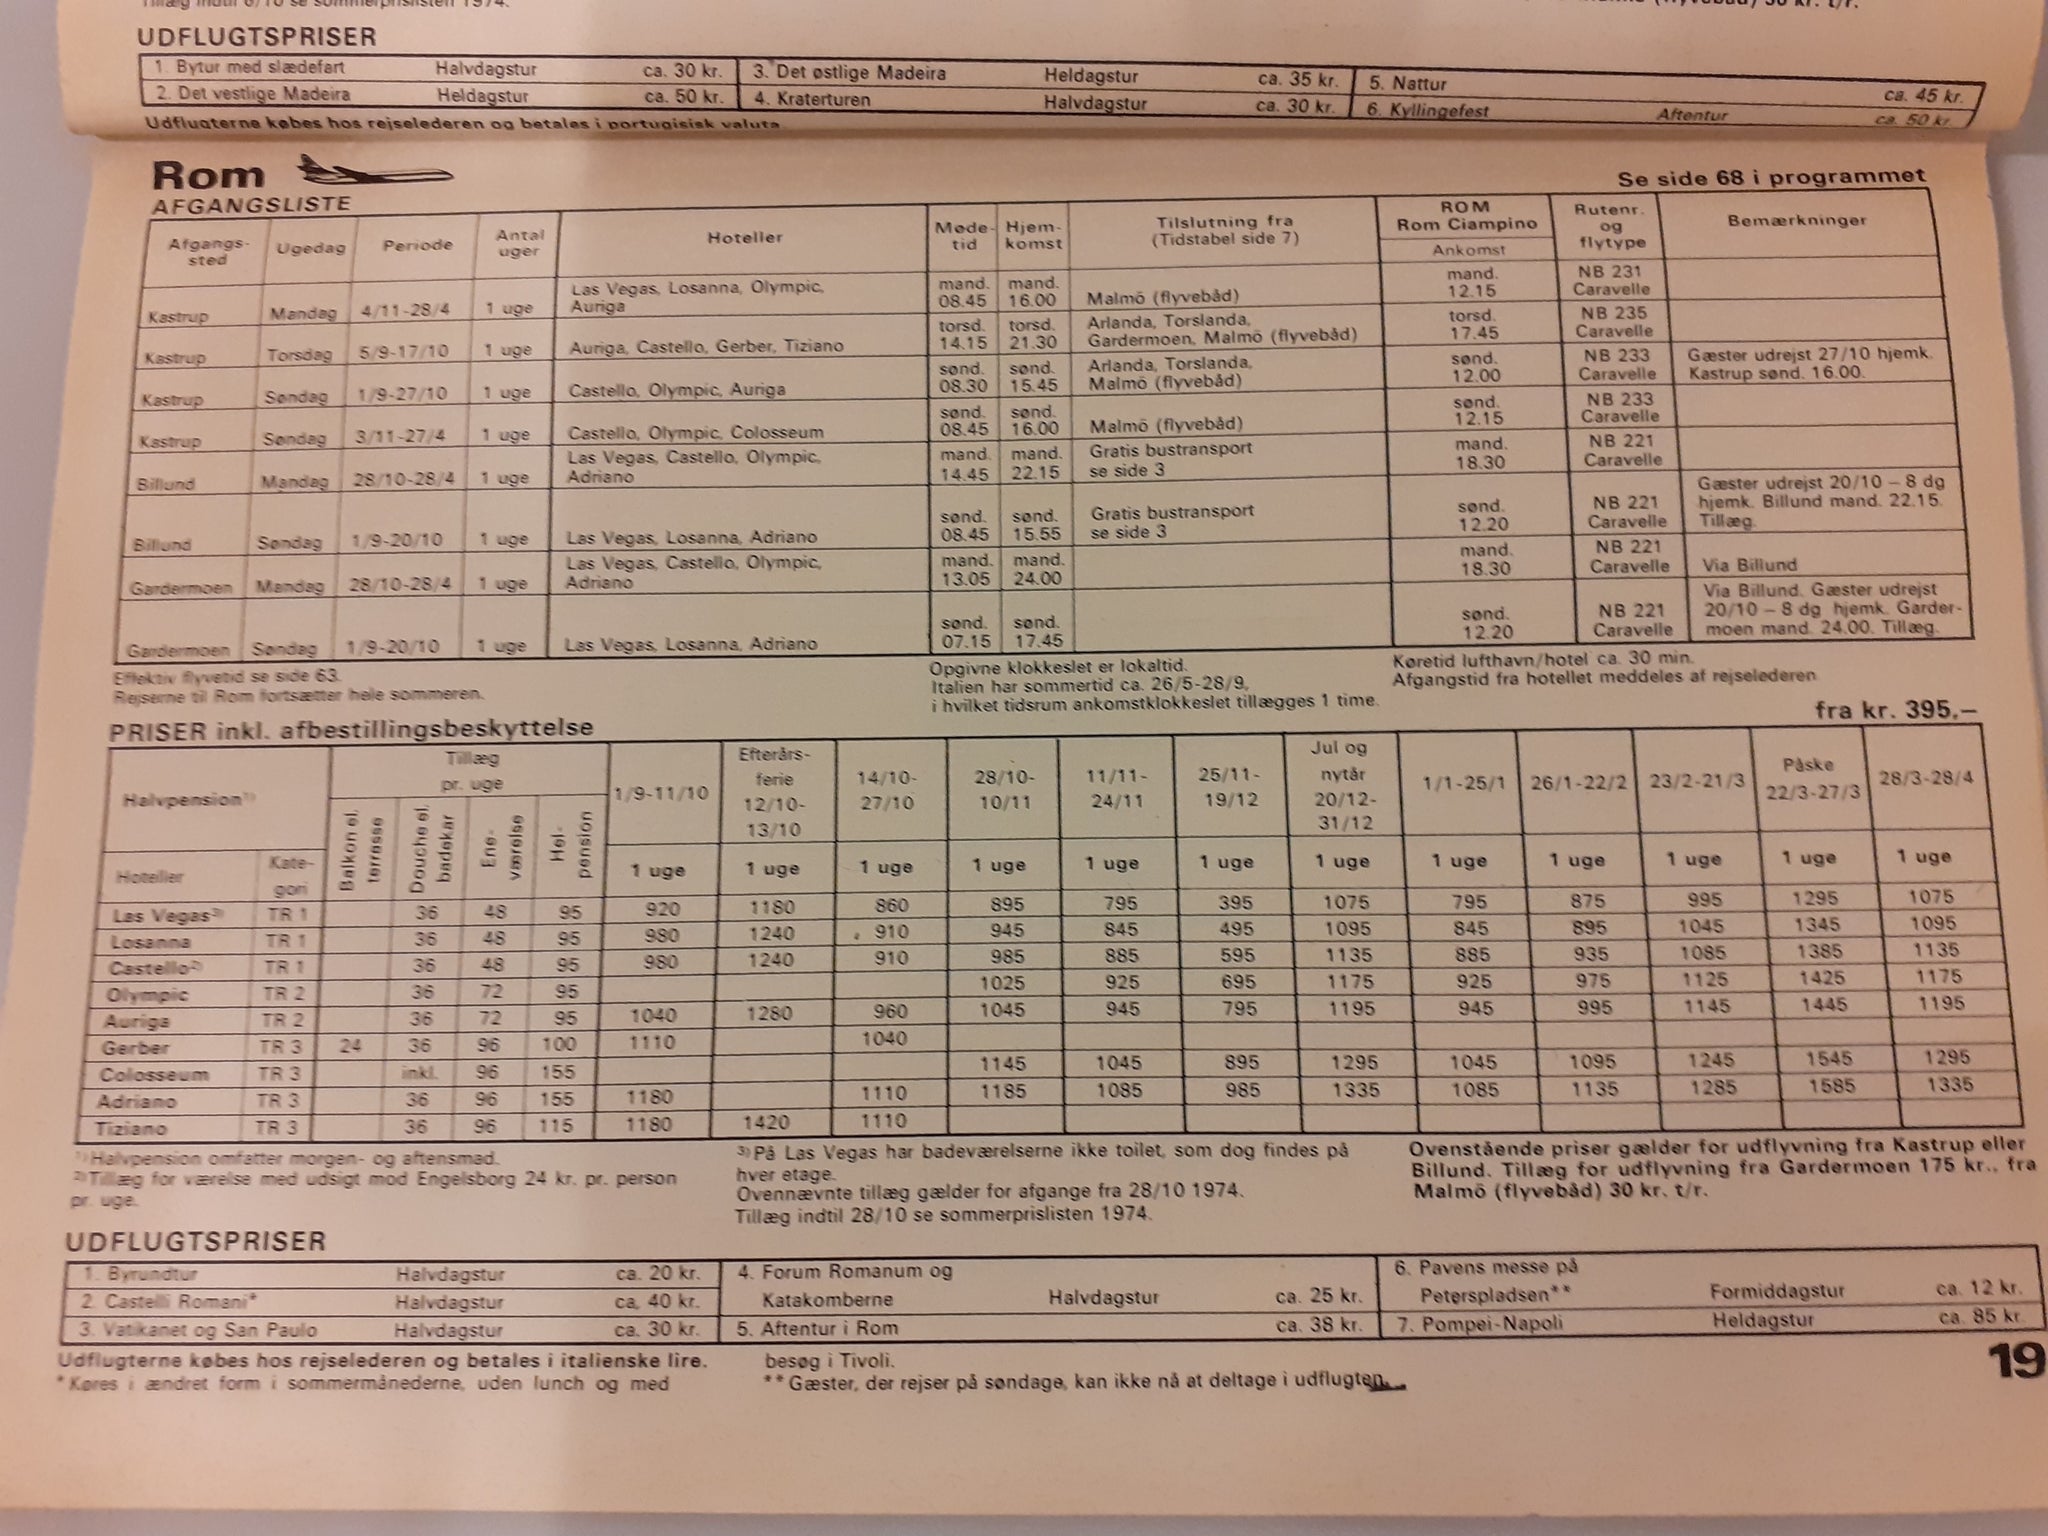 Tillæg indtil 6/10 se sommerprislisten 1974.
(flyvebåd) 30 kr. t/r.
UDFLUGTSPRISER
1. Bytur med slædefart Halvdagstur ca. 30 kr. 3. Det østlige Madeira Heldagstur ca. 35 kr. 5. Nattur ca. 45 kr.
2. Det vestlige Madeira Heldagstur ca. 50 kr. 4. Kraterturen Halvdagstur ca. 30 kr. 6. Kyllingefest Aftentur ca. 50 kr.
Udflugterne købes hos rejselederen og betales i portugisisk valuta.
Rom Se side 68 i programmet
AFGANGSLISTE
Afgangs-sted Ugedag Periode Antal uger Hoteller Møde-tid Hjem-komst Tilslutning fra (Tidstabel side 7) ROM Rom Ciampino Ankomst Rutenr. og flytype Bemærkninger
Kastrup Mandag 4/11-28/4 1 uge Las Vegas, Losanna, Olympic, Auriga mand. 08.45 mand. 16.00 Malmö (flyvebåd) mand. 12.15 NB 231 Caravelle
Kastrup Torsdag 5/9-17/10 1 uge Auriga, Castello, Gerber, Tiziano torsd. 14.15 torsd. 21.30 Arlanda, Torslanda, Gardermoen, Malmö (flyvebåd) torsd. 17.45 NB 235 Caravelle
Kastrup Søndag 1/9-27/10 1 uge Castello, Olympic, Auriga sønd. 08.30 sønd. 15.45 Arlanda, Torslanda, Malmö (flyvebåd) sønd. 12.00 NB 233 Caravelle Gæster udrejst 27/10 hjemk. Kastrup sønd. 16.00.
Kastrup Søndag 3/11-27/4 1 uge Castello, Olympic, Colosseum sønd. 08.45 sønd. 16.00 Malmö (flyvebåd) sønd. 12.15 NB 233 Caravelle
Billund Mandag 28/10-28/4 1 uge Las Vegas, Castello, Olympic, Adriano mand. 14.45 mand. 22.15 Gratis bustransport se side 3 mand. 18.30 NB 221 Caravelle
Billund Søndag 1/9-20/10 1 uge Las Vegas, Losanna, Adriano sønd. 08.45 sønd. 15.55 Gratis bustransport se side 3 sønd. 12.20 NB 221 Caravelle Gæster udrejst 20/10 – 8 dg hjemk. Billund mand. 22.15. Tillæg.
Gardermoen Mandag 28/10-28/4 1 uge Las Vegas, Castello, Olympic, Adriano mand. 13.05 mand. 24.00 mand. 18.30 NB 221 Caravelle Via Billund
Gardermoen Søndag 1/9-20/10 1 uge Las Vegas, Losanna, Adriano sønd. 07.15 sønd. 17.45 sønd. 12.20 NB 221 Caravelle Via Billund. Gæster udrejst 20/10 – 8 dg hjemk. Garder-moen mand. 24.00. Tillæg.
Effektiv flyvetid se side 63.
Rejserne til Rom fortsætter hele sommeren.
Opgivne klokkeslet er lokaltid.
Italien har sommertid ca. 26/5-28/9,
i hvilket tidsrum ankomstklokkeslet tillægges 1 time.
Køretid lufthavn/hotel ca. 30 min.
Afgangstid fra hotellet meddeles af rejselederen
PRISER inkl. afbestillingsbeskyttelse fra kr. 395,–
Halvpension¹⁾ Tillæg pr. uge 1/9-11/10 Efterårs-ferie 12/10-13/10 14/10-27/10 28/10-10/11 11/11-24/11 25/11-19/12 Jul og nytår 20/12-31/12 1/1-25/1 26/1-22/2 23/2-21/3 Påske 22/3-27/3 28/3-28/4
Hoteller Kate-gori Balkon el. terrasse Douche el. badekar Ene-værelse Hel-pension 1 uge 1 uge 1 uge 1 uge 1 uge 1 uge 1 uge 1 uge 1 uge 1 uge 1 uge 1 uge
Las Vegas³⁾ TR 1 36 48 95 920 1180 860 895 795 395 1075 795 875 995 1295 1075
Losanna TR 1 36 48 95 980 1240 910 945 845 495 1095 845 895 1045 1345 1095
Castello²⁾ TR 1 36 48 95 980 1240 910 985 885 595 1135 885 935 1085 1385 1135
Olympic TR 2 36 72 95 1025 925 695 1175 925 975 1125 1425 1175
Auriga TR 2 36 72 95 1040 1280 960 1045 945 795 1195 945 995 1145 1445 1195
Gerber TR 3 24 36 96 100 1110 1040
Colosseum TR 3 inkl. 96 155 1145 1045 895 1295 1045 1095 1245 1545 1295
Adriano TR 3 36 96 155 1180 1110 1185 1085 985 1335 1085 1135 1285 1585 1335
Tiziano TR 3 36 96 115 1180 1420 1110
¹⁾Halvpension omfatter morgen- og aftensmad.
²⁾Tillæg for værelse med udsigt mod Engelsborg 24 kr. pr. person
pr. uge.
³⁾På Las Vegas har badeværelserne ikke toilet, som dog findes på
hver etage.
Ovennævnte tillæg gælder for afgange fra 28/10 1974.
Tillæg indtil 28/10 se sommerprislisten 1974.
Ovenstående priser gælder for udflyvning fra Kastrup eller
Billund. Tillæg for udflyvning fra Gardermoen 175 kr., fra
Malmö (flyvebåd) 30 kr. t/r.
UDFLUGTSPRISER
1. Byrundtur Halvdagstur ca. 20 kr.
2. Castelli Romani* Halvdagstur ca. 40 kr.
3. Vatikanet og San Paulo Halvdagstur ca. 30 kr.
4. Forum Romanum og
Katakomberne Halvdagstur ca. 25 kr.
5. Aftentur i Rom ca. 38 kr.
6. Pavens messe på
Peterspladsen** Formiddagstur ca. 12 kr.
7. Pompei-Napoli Heldagstur ca. 85 kr.
Udflugterne købes hos rejselederen og betales i italienske lire.
*Køres i ændret form i sommermånederne, uden lunch og med
besøg i Tivoli.
**Gæster, der rejser på søndage, kan ikke nå at deltage i udflugten.
19